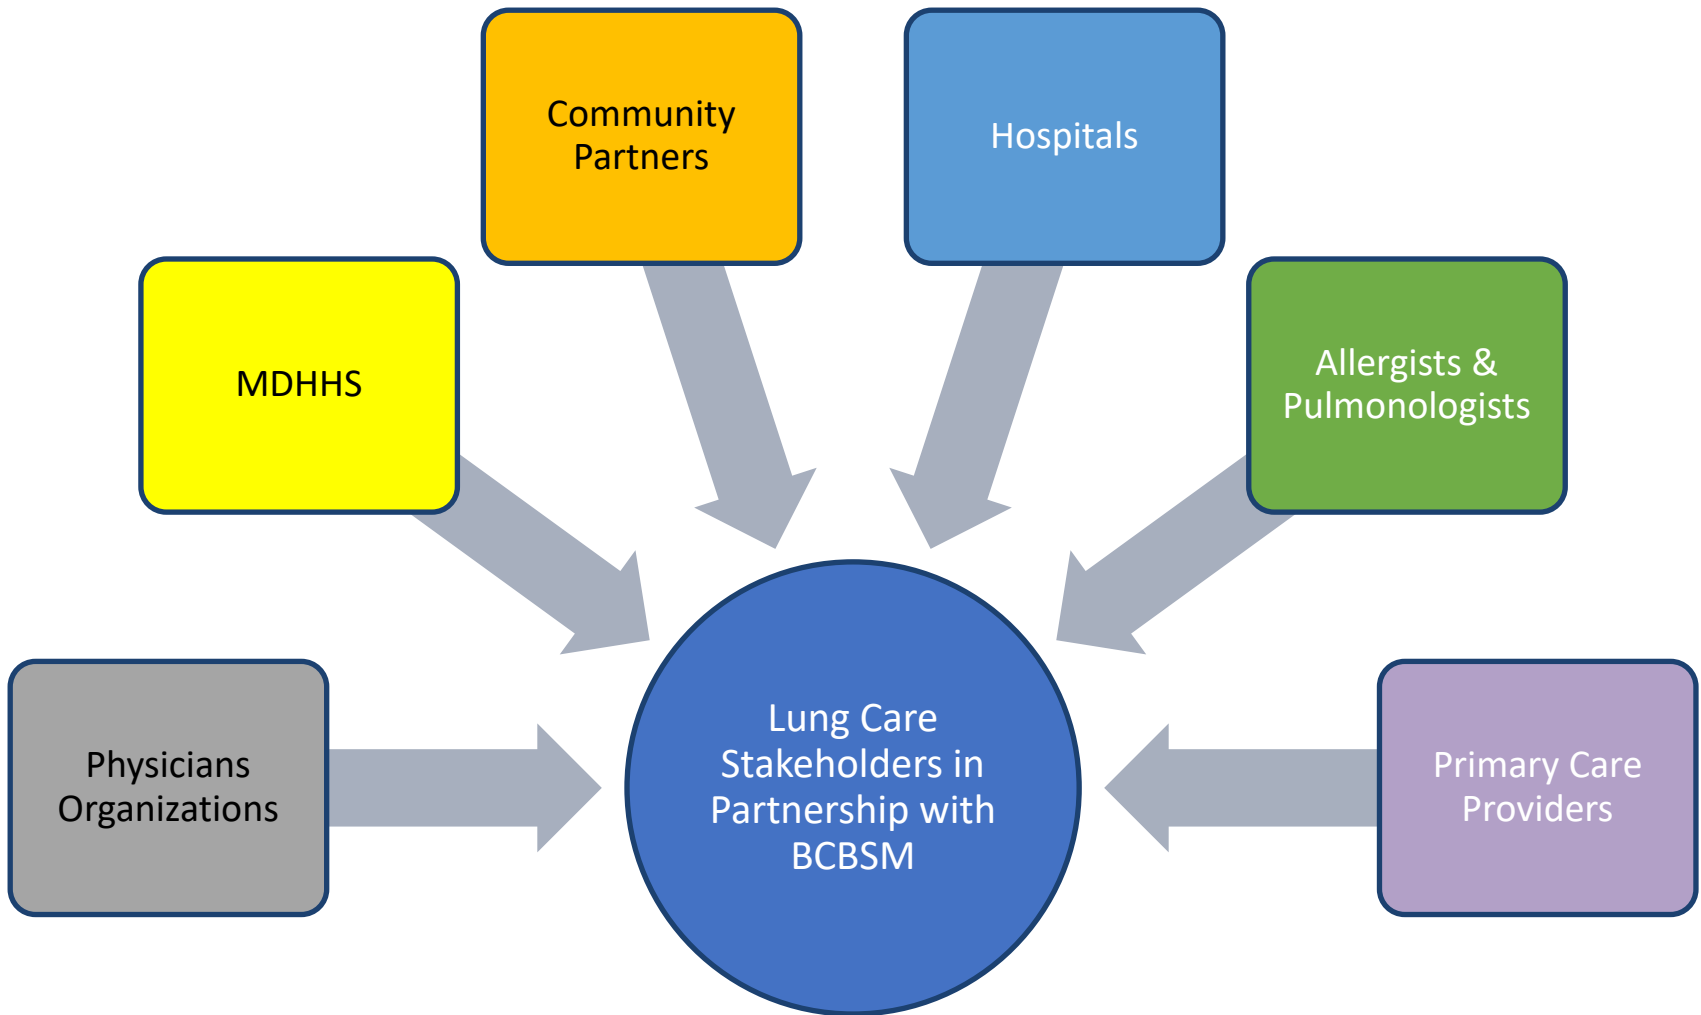 Community
Partners
Hospitals
MDHHS
Allergists &
Pulmonologists
Physicians
Organizations
Lung Care
Stakeholders in
Partnership with
BCBSM
Primary Care
Providers